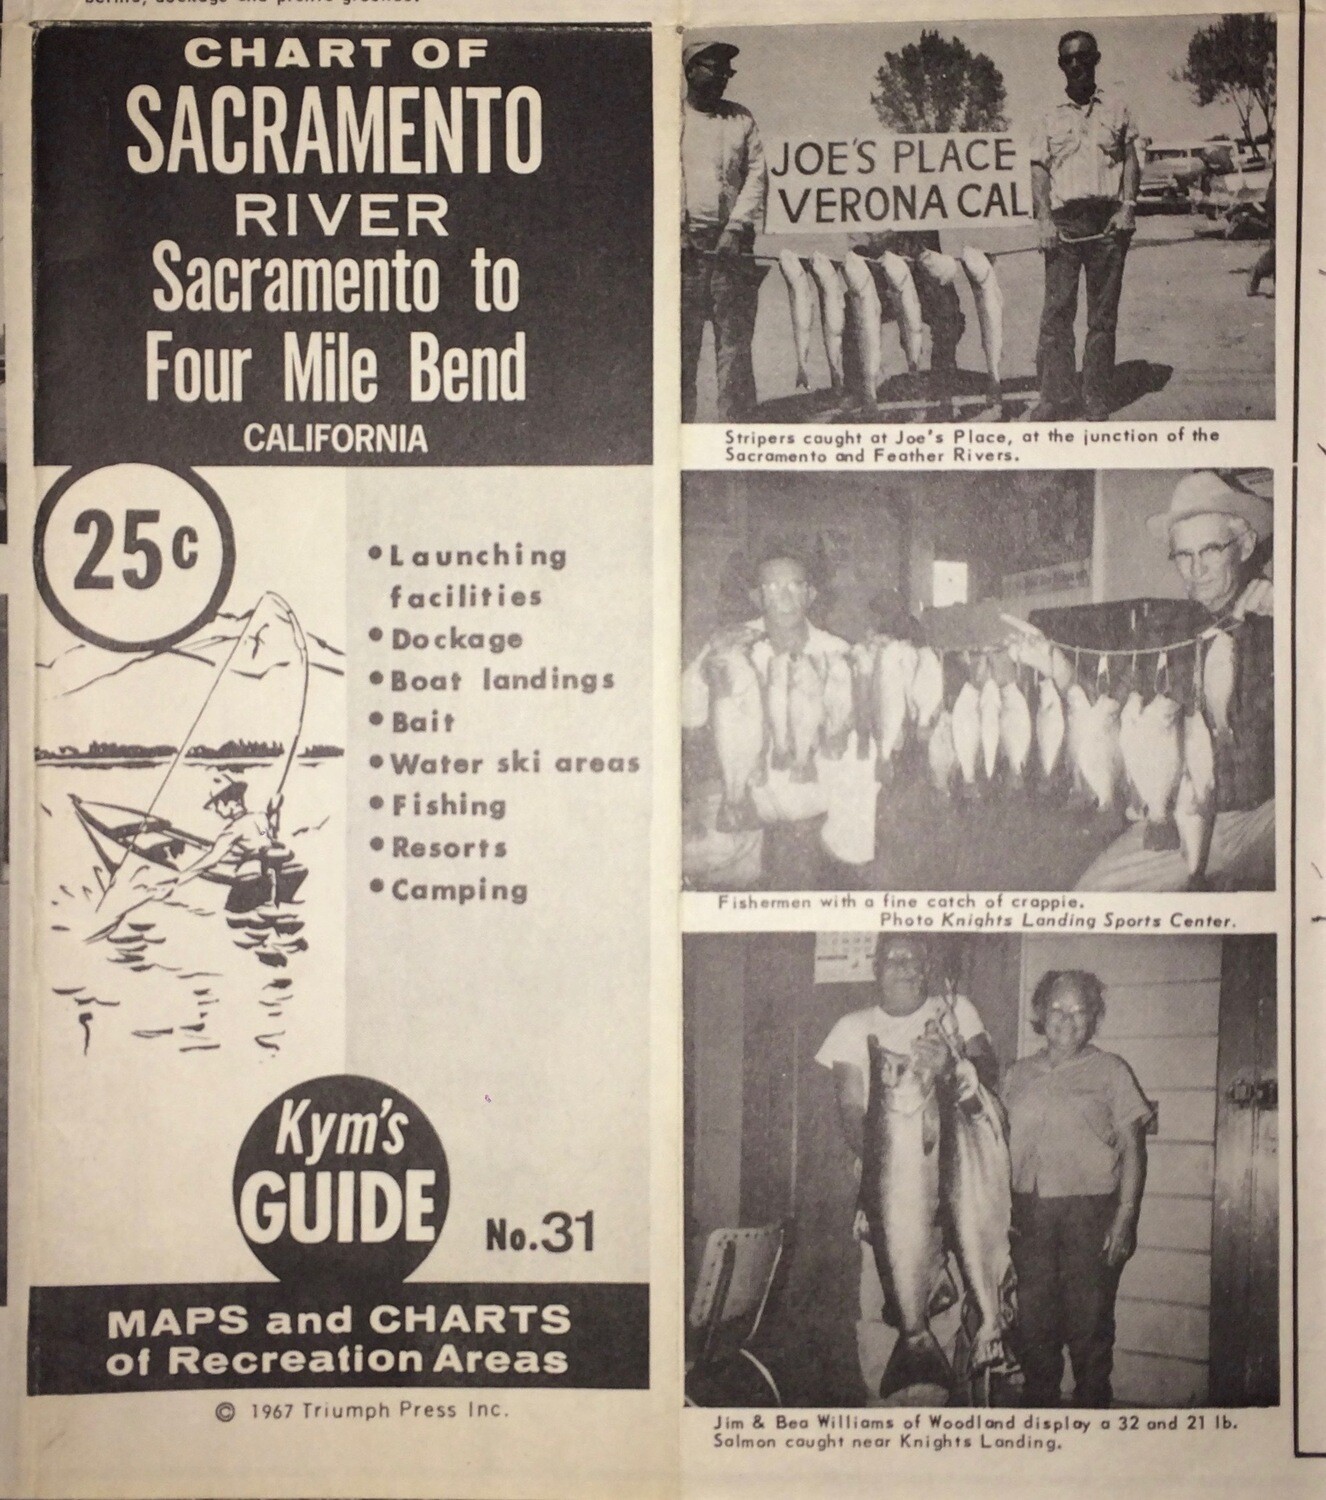 CHART OF
SACRAMENTO
RIVER
Sacramento to
Four Mile Bend
CALIFORNIA
25c
•Launching
facilities
•Dockage
•Boat landings
•Bait
•Water ski areas
•Fishing
•Resorts
•Camping
Kym's
GUIDE
No.31
MAPS and CHARTS
of Recreation Areas
© 1967 Triumph Press Inc.
JOE'S PLACE
VERONA CAL
Stripers caught at Joe's Place, at the junction of the
Sacramento and Feather Rivers.
Fishermen with a fine catch of crappie.
Photo Knights Landing Sports Center.
Jim & Bea Williams of Woodland display a 32 and 21 lb.
Salmon caught near Knights Landing.